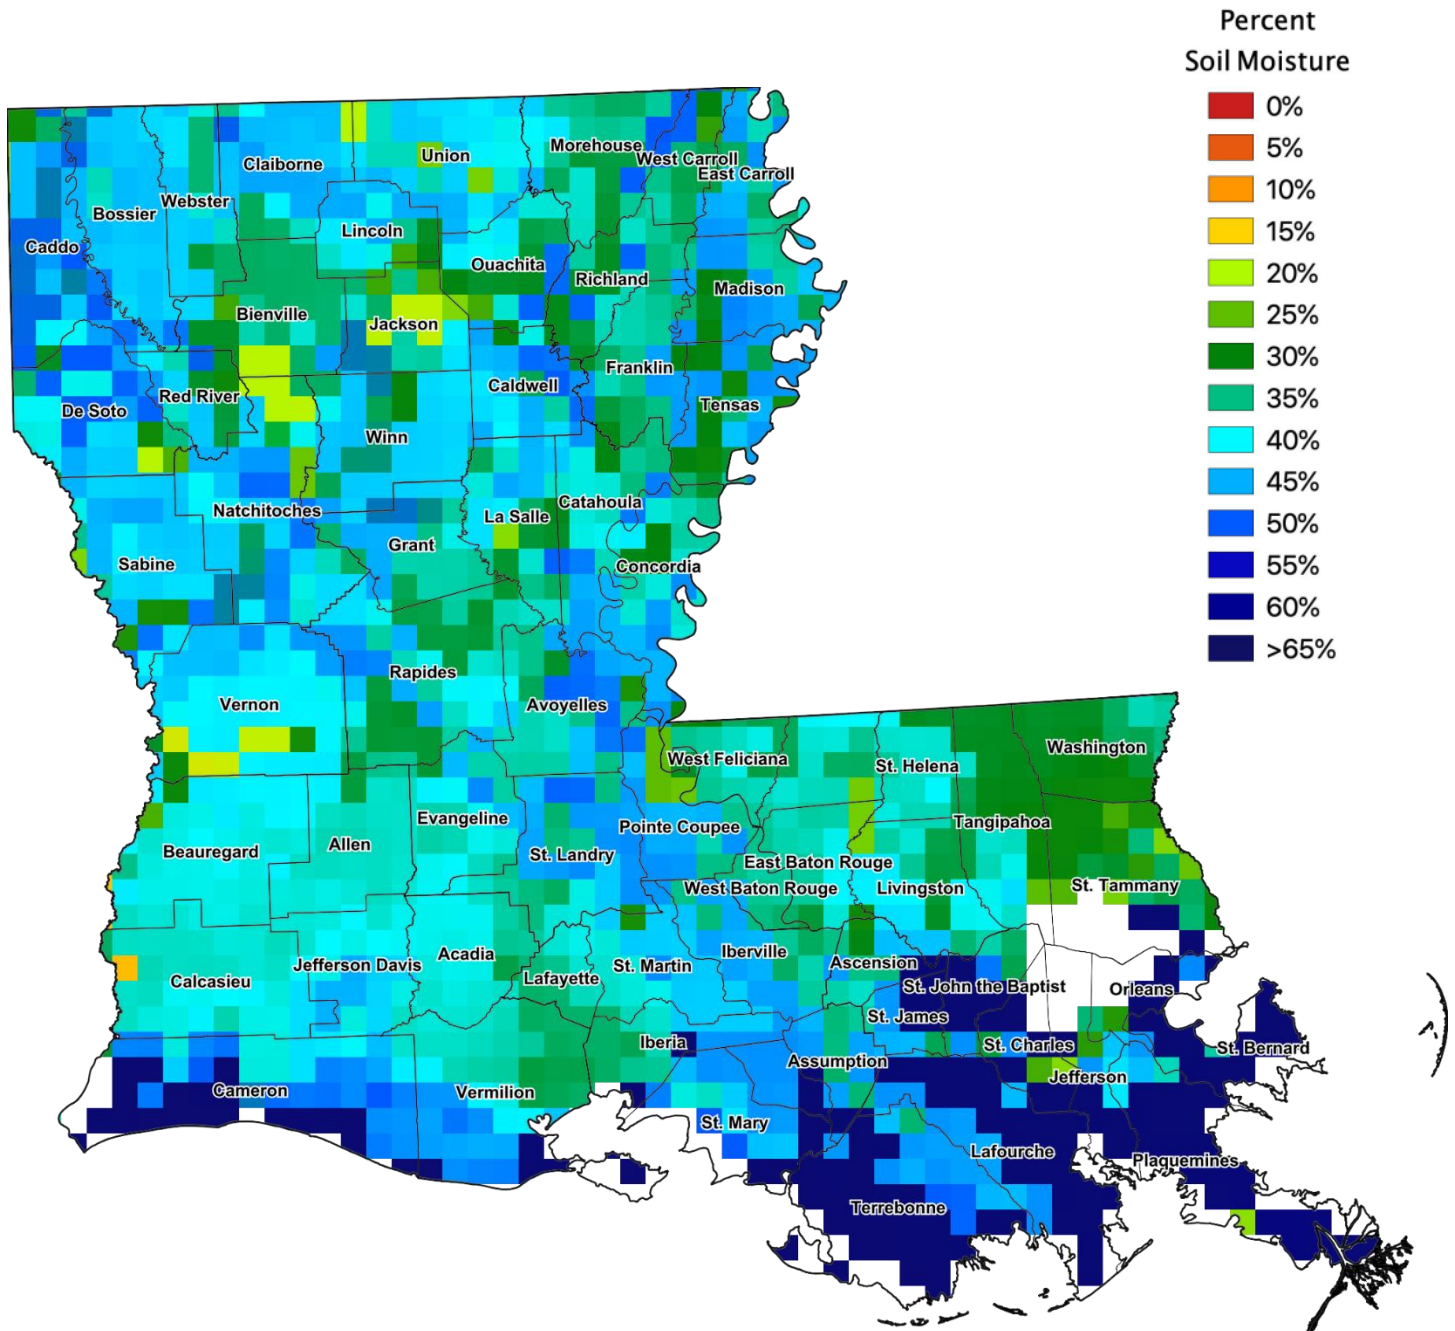 Percent
Soil Moisture
0%
5%
10%
15%
20%
25%
30%
35%
40%
45%
50%
55%
60%
>65%
Morehouse
West Carroll
East Carroll
Union
Claiborne
Webster
Bossier
Lincoln
Caddo
Ouachita
Richland
Madison
Bienville
Jackson
Franklin
Caldwell
Red River
De Soto
Tensas
Winn
Natchitoches
Catahoula
La Salle
Grant
Sabine
Concordia
Rapides
Vernon
Avoyelles
Washington
West Feliciana
St. Helena
Evangeline
Tangipahoa
Pointe Coupee
Allen
Beauregard
St. Landry
East Baton Rouge
West Baton Rouge
Livingston
St. Tammany
Acadia
Iberville
Jefferson Davis
St. Martin
Ascension
Lafayette
Calcasieu
St. John the Baptist
Orleans
St. James
Iberia
St. Charles
St. Bernard
Assumption
Jefferson
Cameron
Vermilion
St. Mary
Lafourche
Plaquemines
Terrebonne